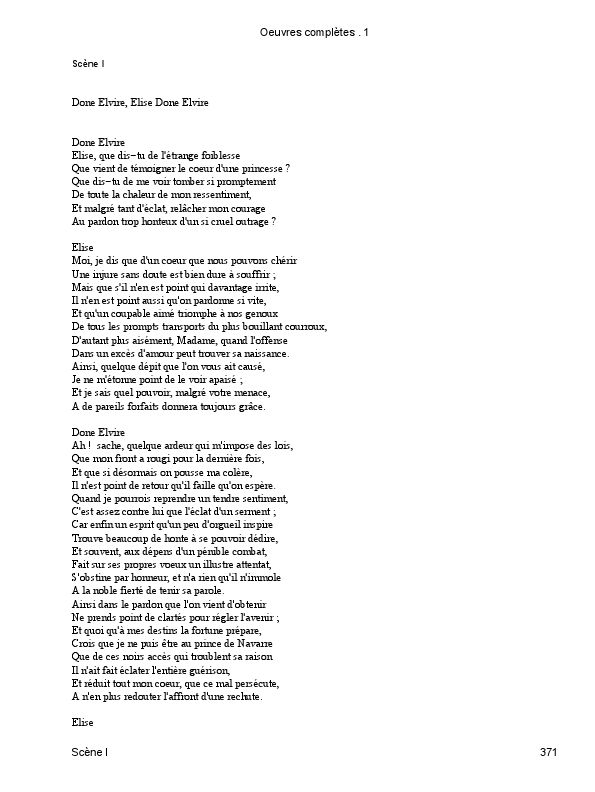 Oeuvres complètes . 1
Scène I
Done Elvire, Elise Done Elvire
Done Elvire
Elise, que dis−tu de l'étrange foiblesse
Que vient de témoigner le coeur d'une princesse ?
Que dis−tu de me voir tomber si promptement
De toute la chaleur de mon ressentiment,
Et malgré tant d'éclat, relâcher mon courage
Au pardon trop honteux d'un si cruel outrage ?
Elise
Moi, je dis que d'un coeur que nous pouvons chérir
Une injure sans doute est bien dure à souffrir ;
Mais que s'il n'en est point qui davantage irrite,
Il n'en est point aussi qu'on pardonne si vite,
Et qu'un coupable aimé triomphe à nos genoux
De tous les prompts transports du plus bouillant courroux,
D'autant plus aisément, Madame, quand l'offense
Dans un excès d'amour peut trouver sa naissance.
Ainsi, quelque dépit que l'on vous ait causé,
Je ne m'étonne point de le voir apaisé ;
Et je sais quel pouvoir, malgré votre menace,
A de pareils forfaits donnera toujours grâce.
Done Elvire
Ah !  sache, quelque ardeur qui m'impose des lois,
Que mon front a rougi pour la dernière fois,
Et que si désormais on pousse ma colère,
Il n'est point de retour qu'il faille qu'on espère.
Quand je pourrois reprendre un tendre sentiment,
C'est assez contre lui que l'éclat d'un serment ;
Car enfin un esprit qu'un peu d'orgueil inspire
Trouve beaucoup de honte à se pouvoir dédire,
Et souvent, aux dépens d'un pénible combat,
Fait sur ses propres voeux un illustre attentat,
S'obstine par honneur, et n'a rien qu'il n'immole
A la noble fierté de tenir sa parole.
Ainsi dans le pardon que l'on vient d'obtenir
Ne prends point de clartés pour régler l'avenir ;
Et quoi qu'à mes destins la fortune prépare,
Crois que je ne puis être au prince de Navarre
Que de ces noirs accès qui troublent sa raison
Il n'ait fait éclater l'entière guérison,
Et réduit tout mon coeur, que ce mal persécute,
A n'en plus redouter l'affront d'une rechute.
Elise
Scène I
371